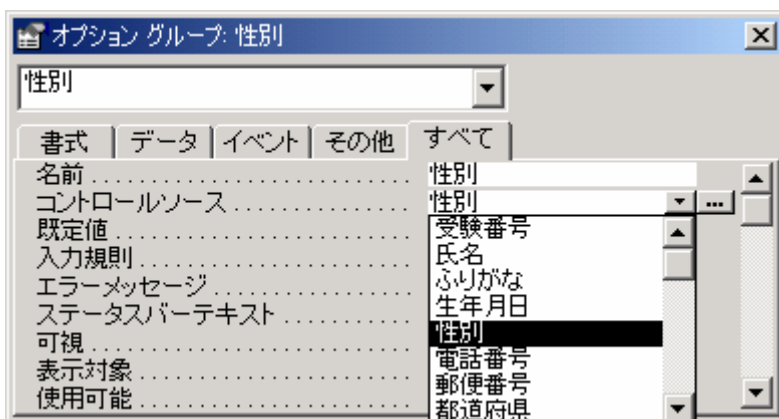 オプション グループ: 性別
性別
書式 データ イベント その他 すべて
名前 性別
コントロールソース 性別 ...
既定値 受験番号
入力規則 氏名
エラーメッセージ ふりがな
ステータスバーテキスト 生年月日
可視 性別
表示対象 電話番号
使用可能 郵便番号
都道府県